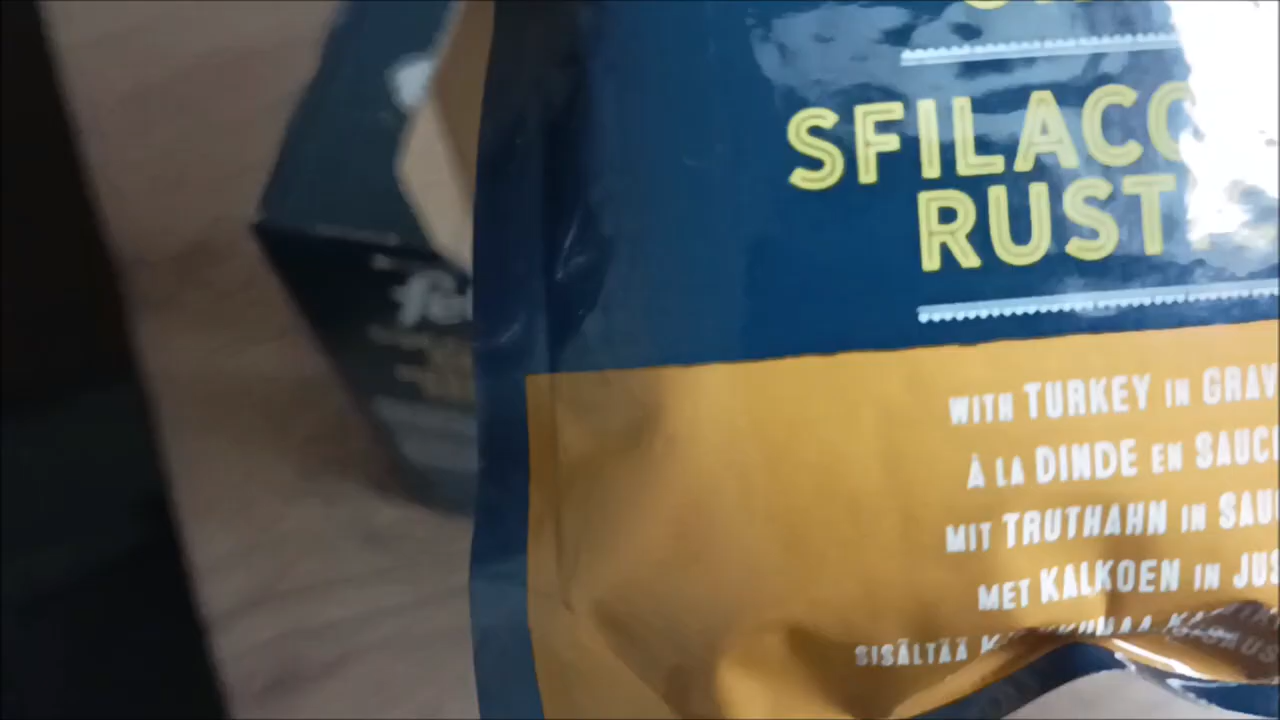 SFILACC
RUST
WITH TURKEY IN GRAV
À LA DINDE EN SAUC
MIT TRUTHAHN IN SAU
MET KALKOEN IN JUS
SISÄLTÄÄ